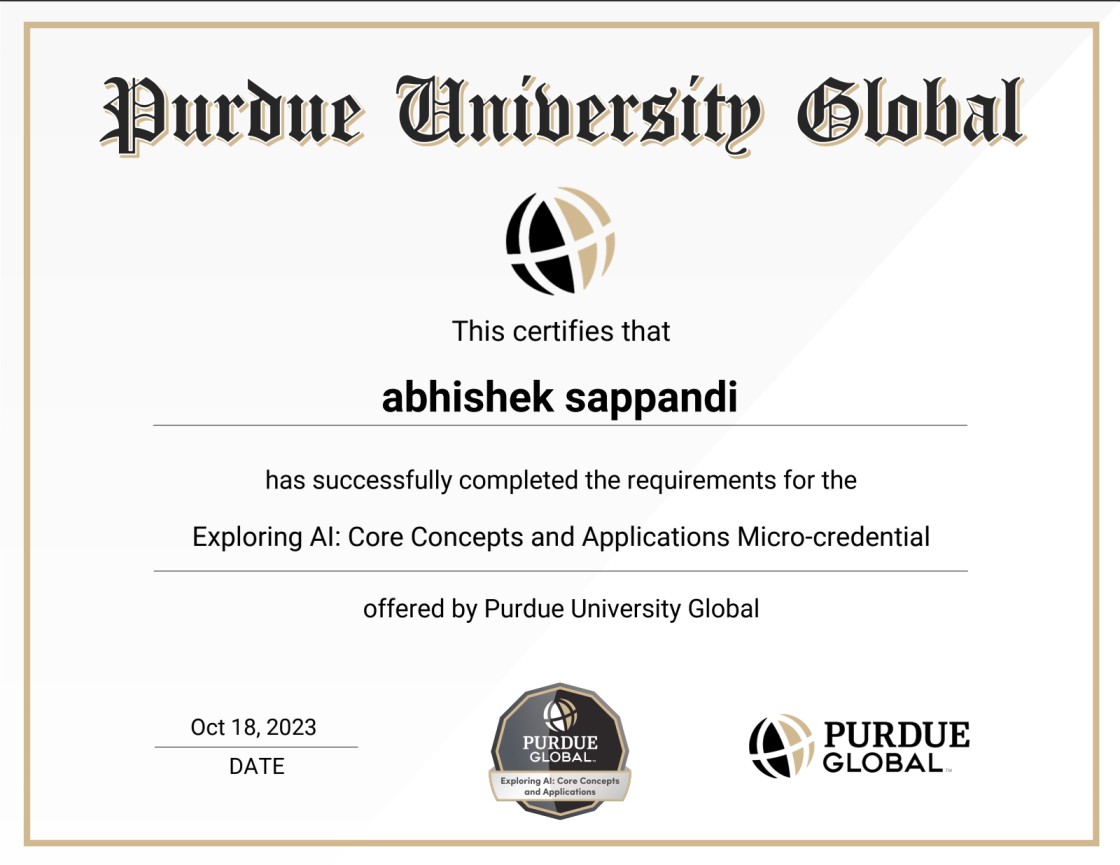 Purdue University Global
This certifies that
abhishek sappandi
has successfully completed the requirements for the
Exploring AI: Core Concepts and Applications Micro-credential
offered by Purdue University Global
Oct 18, 2023
DATE
PURDUE
GLOBAL™
Exploring AI: Core Concepts
and Applications
PURDUE
GLOBAL™